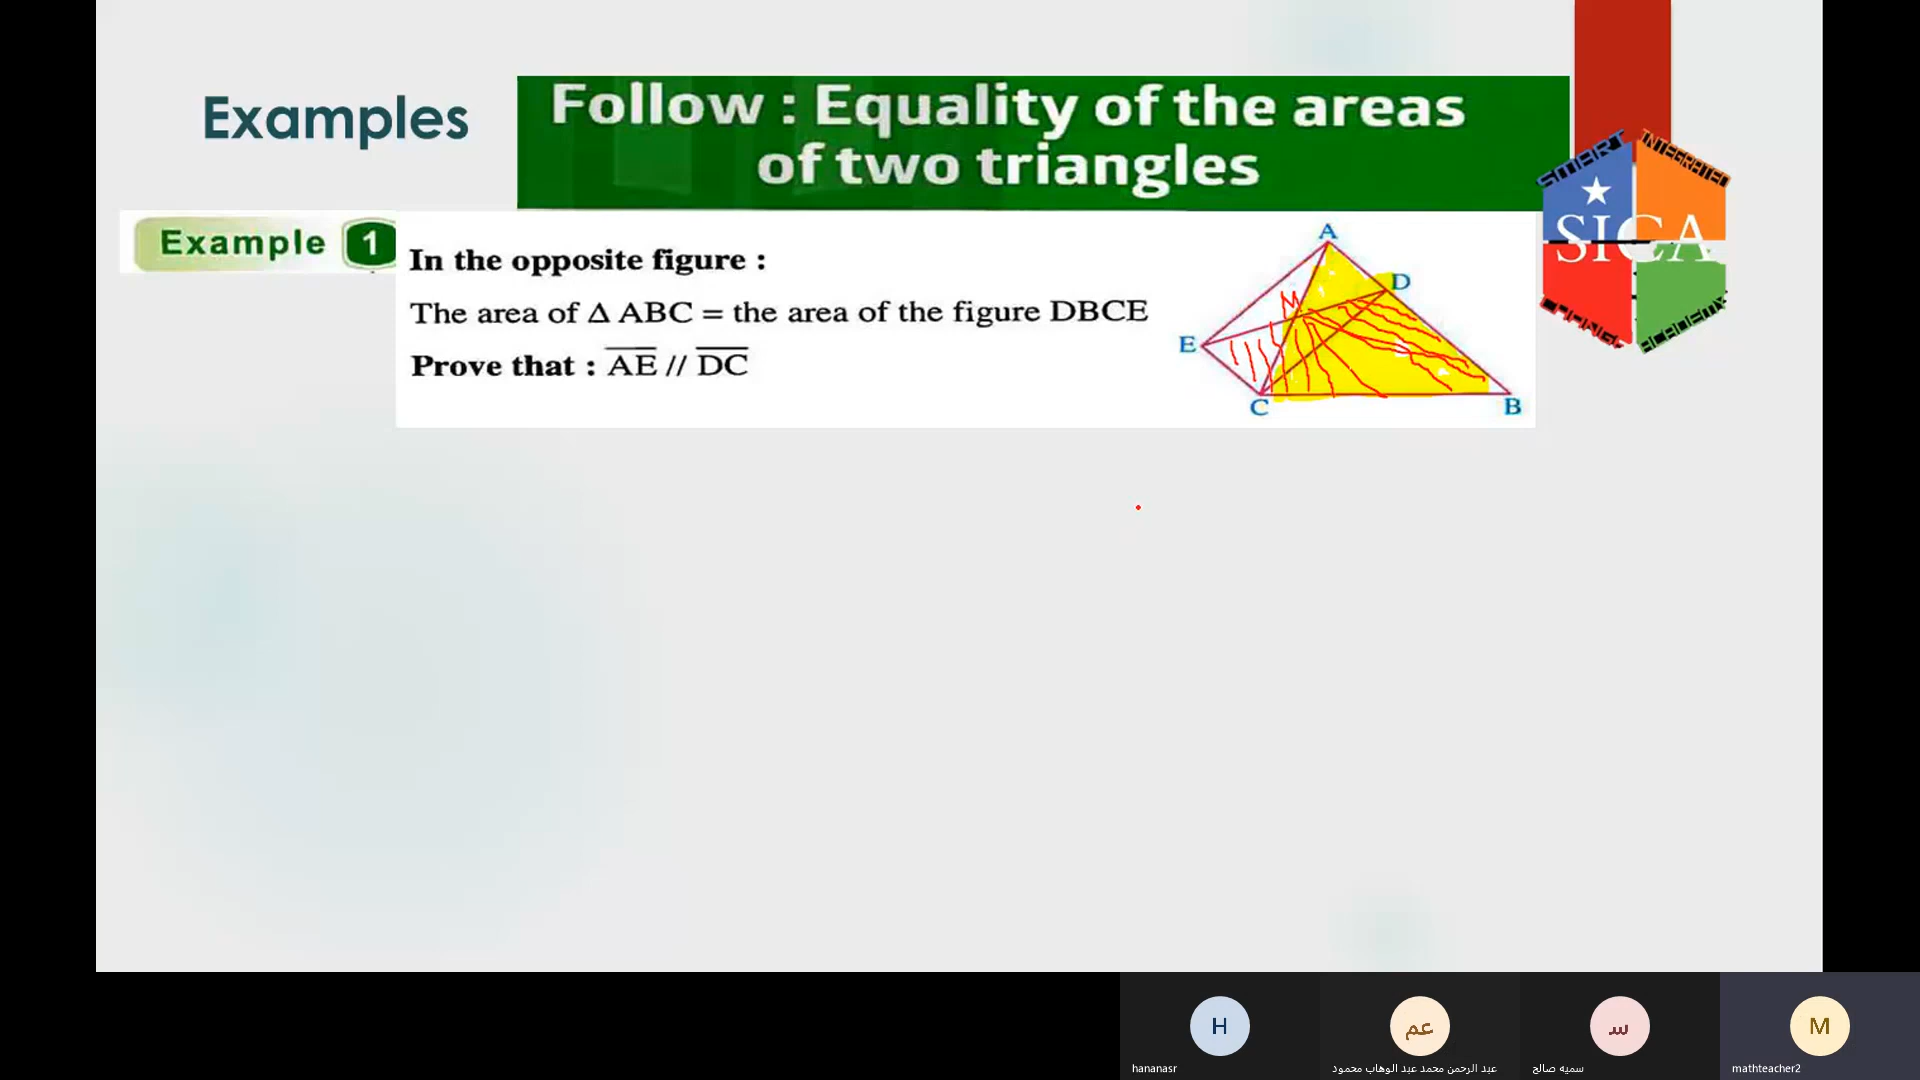 Examples
Follow : Equality of the areas
of two triangles
SMART
INTEGRATED
SICA
ACADEMY
Example 1
In the opposite figure :
The area of Δ ABC = the area of the figure DBCE
Prove that : AE // DC
A
D
M
E
C
B
H
عم
س
M
hananasr
عبد الرحمن محمد عبد الوهاب محمود
سميه صالح
mathteacher2